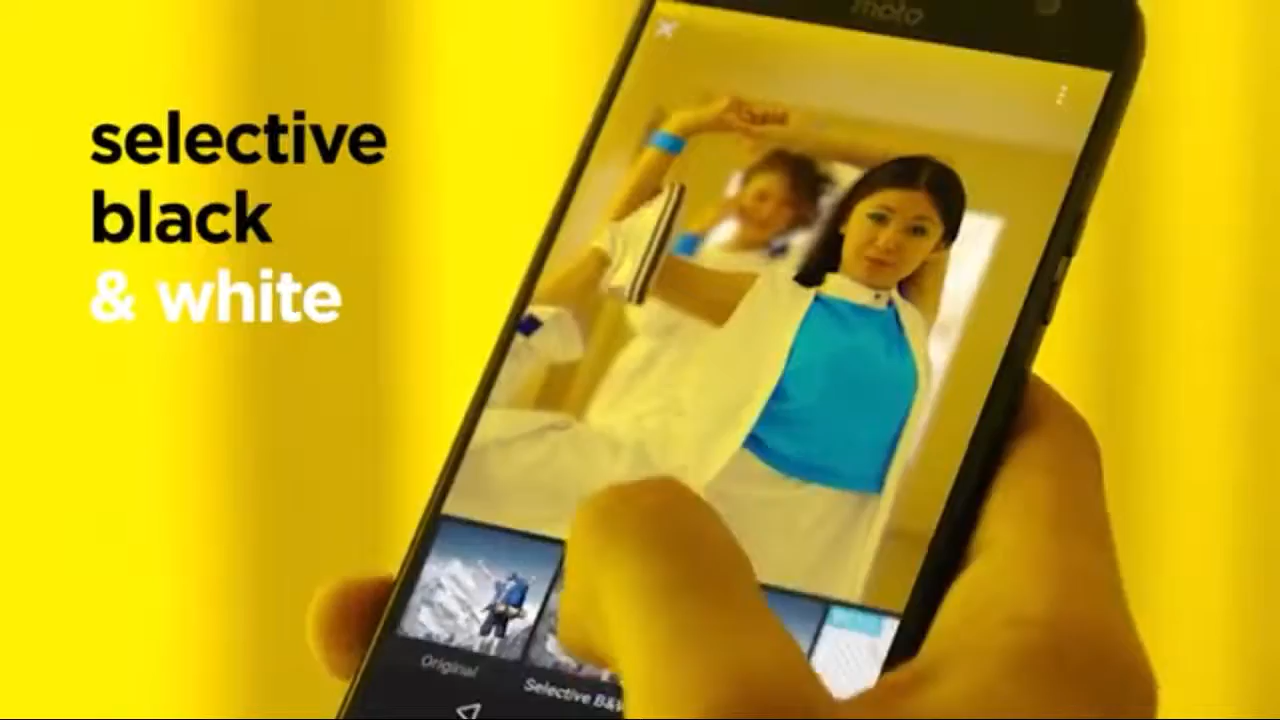 selective
black
& white
moto
Original
Selective B&W